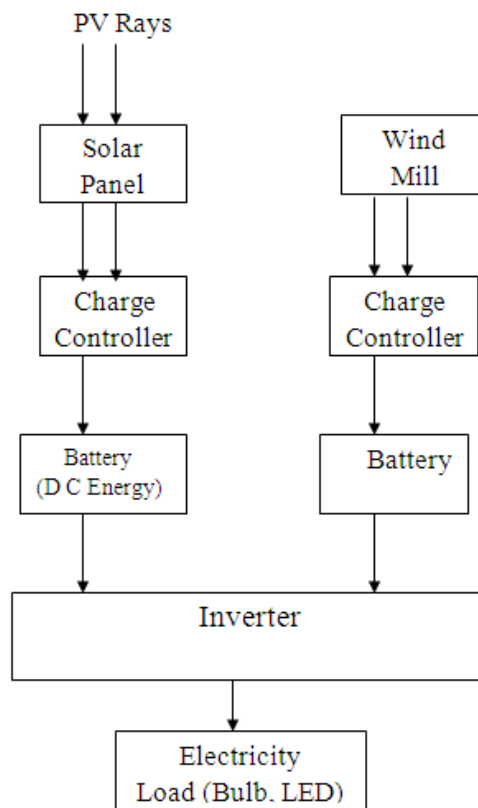 PV Rays
Solar
Panel
Wind
Mill
Charge
Controller
Charge
Controller
Battery
(D C Energy)
Battery
Inverter
Electricity
Load (Bulb, LED)